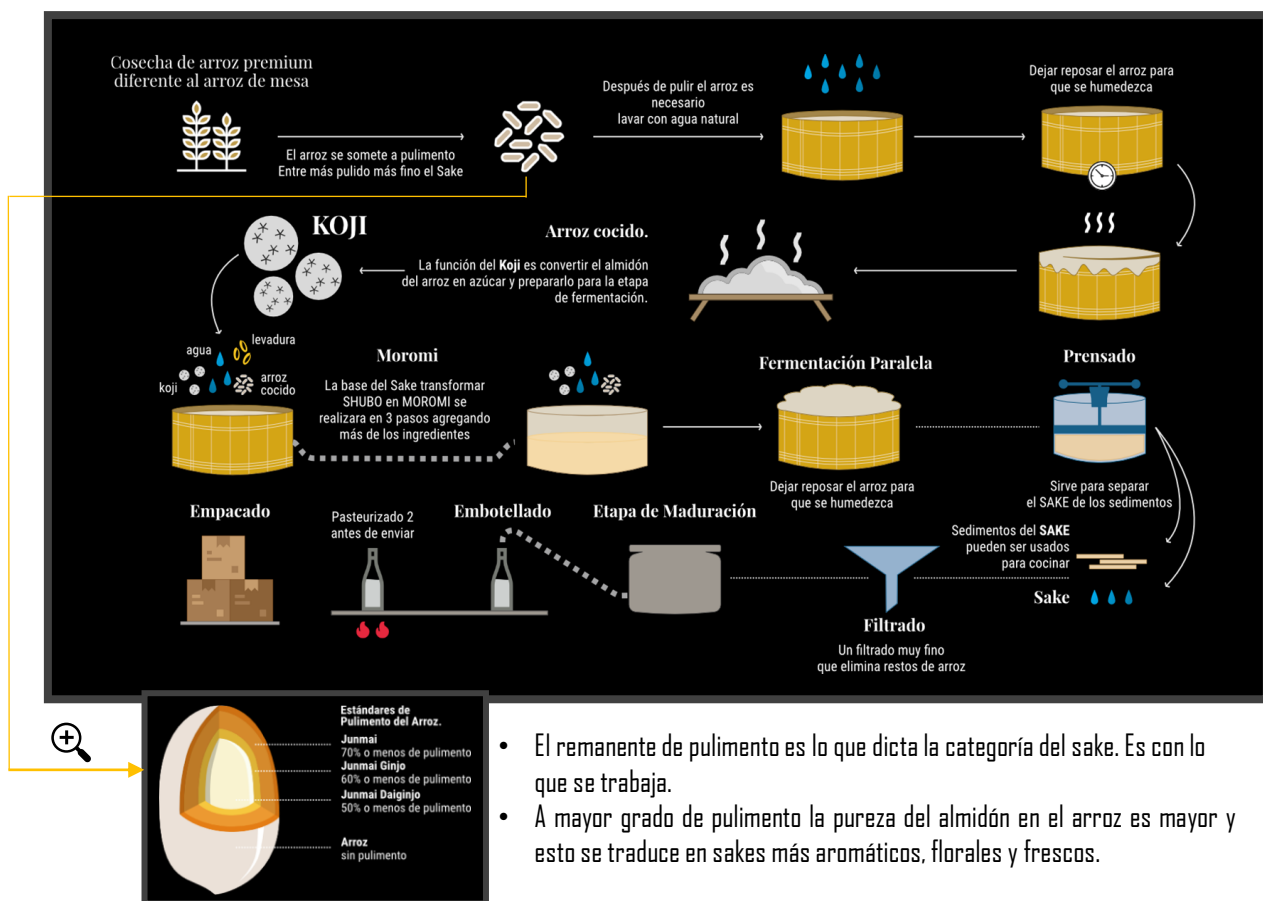 Cosecha de arroz premium
diferente al arroz de mesa
El arroz se somete a pulimento
Entre más pulido más fino el Sake
Después de pulir el arroz es
necesario
lavar con agua natural
Dejar reposar el arroz para
que se humedezca
KOJI
Arroz cocido.
La función del Koji es convertir el almidón
del arroz en azúcar y prepararlo para la etapa
de fermentación.
agua
levadura
koji
arroz
cocido
Moromi
La base del Sake transformar
SHUBO en MOROMI se
realizara en 3 pasos agregando
más de los ingredientes
Fermentación Paralela
Dejar reposar el arroz para
que se humedezca
Prensado
Sirve para separar
el SAKE de los sedimentos
Empacado
Pasteurizado 2
antes de enviar
Embotellado
Etapa de Maduración
Sedimentos del SAKE
pueden ser usados
para cocinar
Sake
Filtrado
Un filtrado muy fino
que elimina restos de arroz
Estándares de
Pulimento del Arroz.
Junmai
70% o menos de pulimento
Junmai Ginjo
60% o menos de pulimento
Junmai Daiginjo
50% o menos de pulimento
Arroz
sin pulimento
• El remanente de pulimento es lo que dicta la categoría del sake. Es con lo
que se trabaja.
• A mayor grado de pulimento la pureza del almidón en el arroz es mayor y
esto se traduce en sakes más aromáticos, florales y frescos.